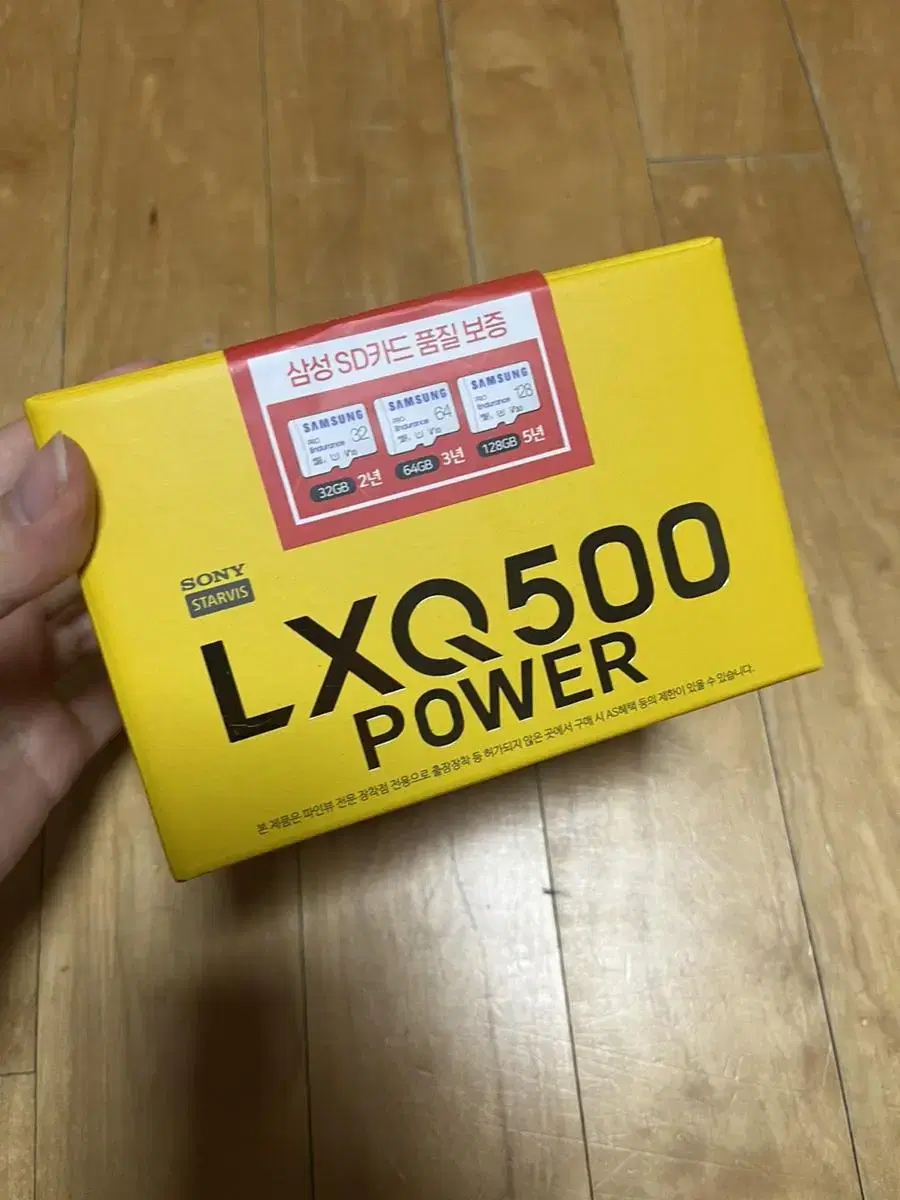 삼성 SD카드 품질 보증
SAMSUNG
PRO
Endurance 32
V30
SAMSUNG
PRO
Endurance 64
V30
SAMSUNG
PRO
Endurance 128
V30
32GB 2년
64GB 3년
128GB 5년
SONY
STARVIS
LXQ500
POWER
본 제품은 파인뷰 전문 장착점 전용으로 출장장착 등 허가되지 않은 곳에서 구매 시 AS혜택 등의 제한이 있을 수 있습니다.